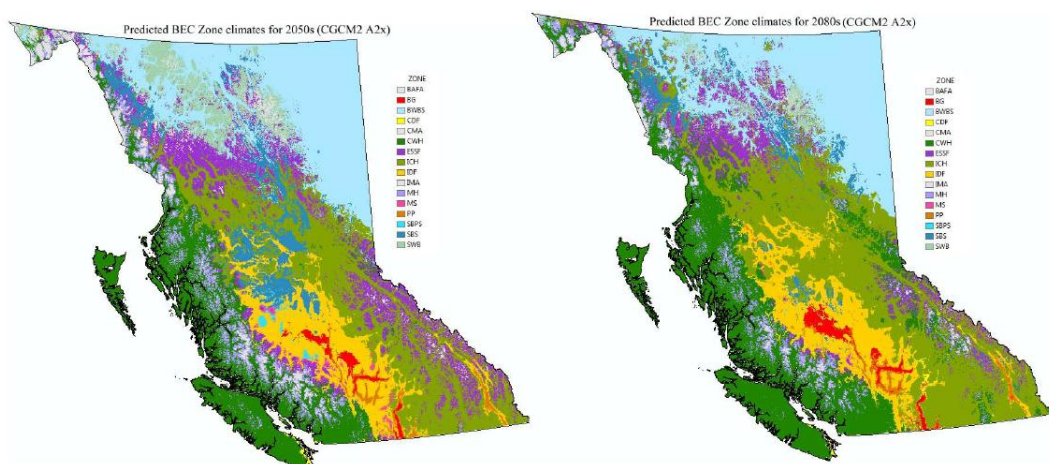 Predicted BEC Zone climates for 2050s (CGCM2 A2x)
ZONE
BAFA
BG
BWBS
CDF
CMA
CWH
ESSF
ICH
IDF
IMA
MH
MS
PP
SBPS
SBS
SWB
Predicted BEC Zone climates for 2080s (CGCM2 A2x)
ZONE
BAFA
BG
BWBS
CDF
CMA
CWH
ESSF
ICH
IDF
IMA
MH
MS
PP
SBPS
SBS
SWB